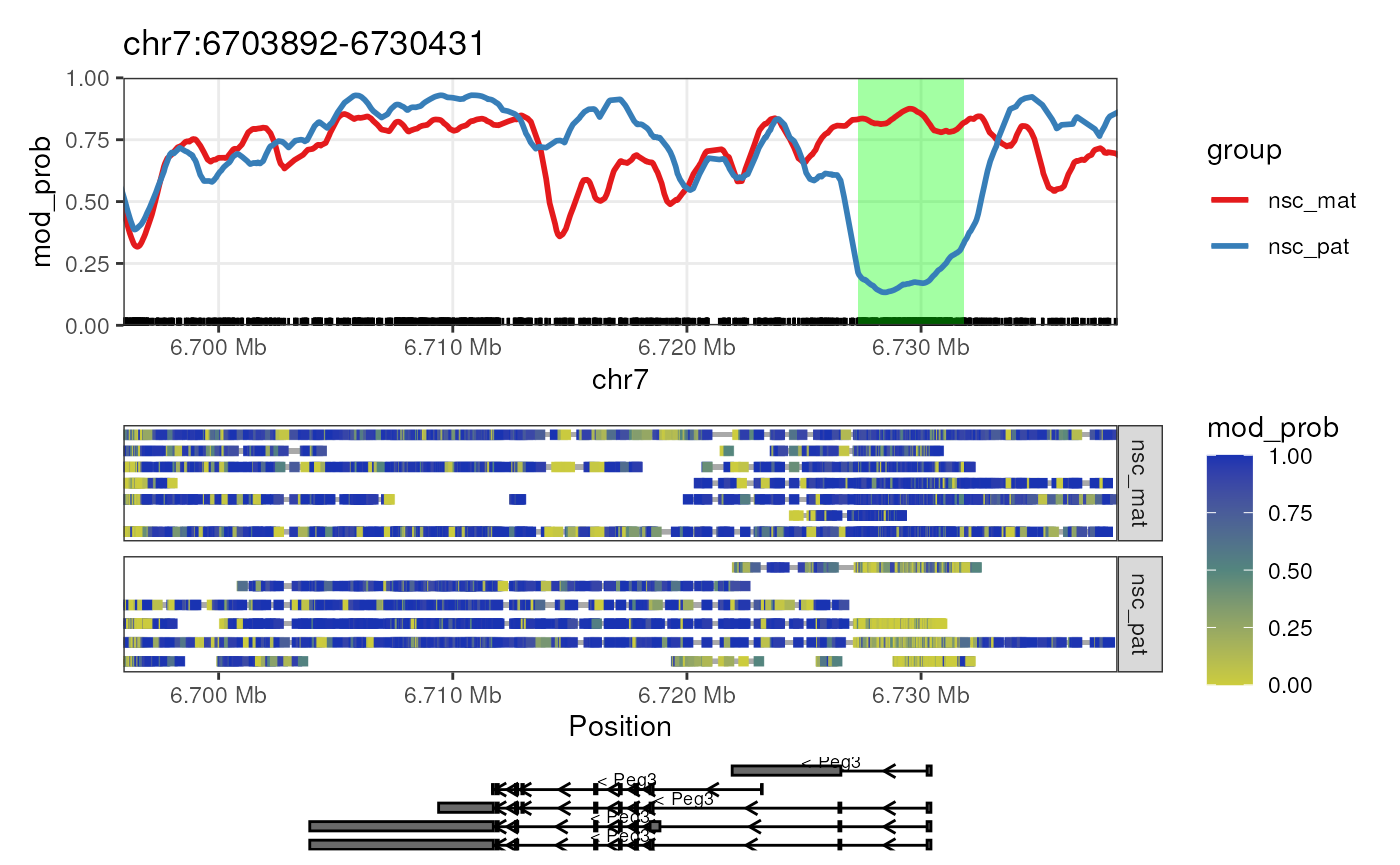 chr7:6703892-6730431
1.00
0.75
0.50
0.25
0.00
mod_prob
6.700 Mb 6.710 Mb 6.720 Mb 6.730 Mb
chr7
group
nsc_mat
nsc_pat
nsc_mat
nsc_pat
6.700 Mb 6.710 Mb 6.720 Mb 6.730 Mb
Position
mod_prob
1.00
0.75
0.50
0.25
0.00
< Peg3
< Peg3
< Peg3
< Peg3
< Peg3